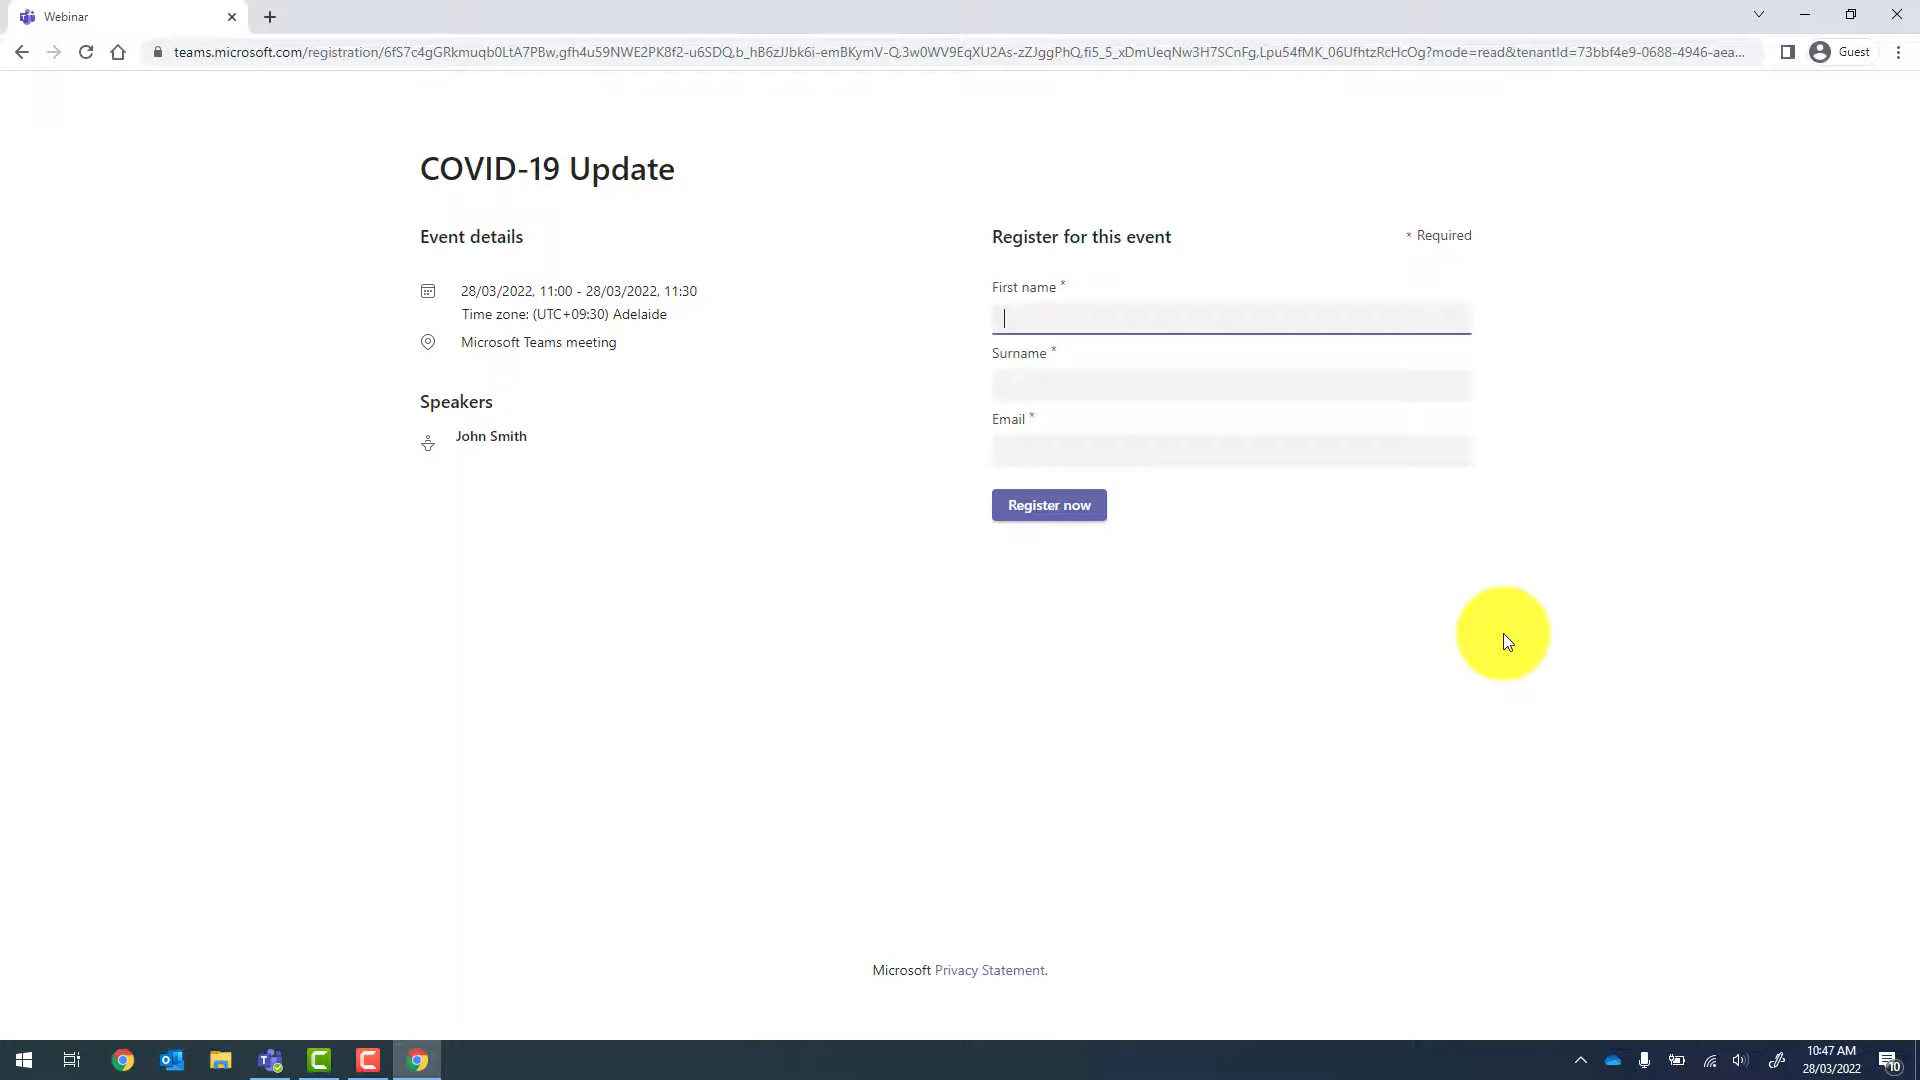 Webinar
teams.microsoft.com/registration/6fS7c4gGRkmuqb0LtA7PBw,gfh4u59NWE2PK8f2-u6SDQ,b_hB6zJJbk6i-emBKymV-Q,3w0WV9EqXU2As-zZJggPhQ,fi5_5_xDmUeqNw3H7SCnFg,Lpu54fMK_06UfhtzRcHcOg?mode=read&tenantId=73bbf4e9-0688-4946-aea...
Guest
COVID-19 Update
Event details
28/03/2022, 11:00 - 28/03/2022, 11:30
Time zone: (UTC+09:30) Adelaide
Microsoft Teams meeting
Speakers
John Smith
Register for this event
* Required
First name *
Surname *
Email *
Register now
Microsoft Privacy Statement.
10:47 AM
28/03/2022
10